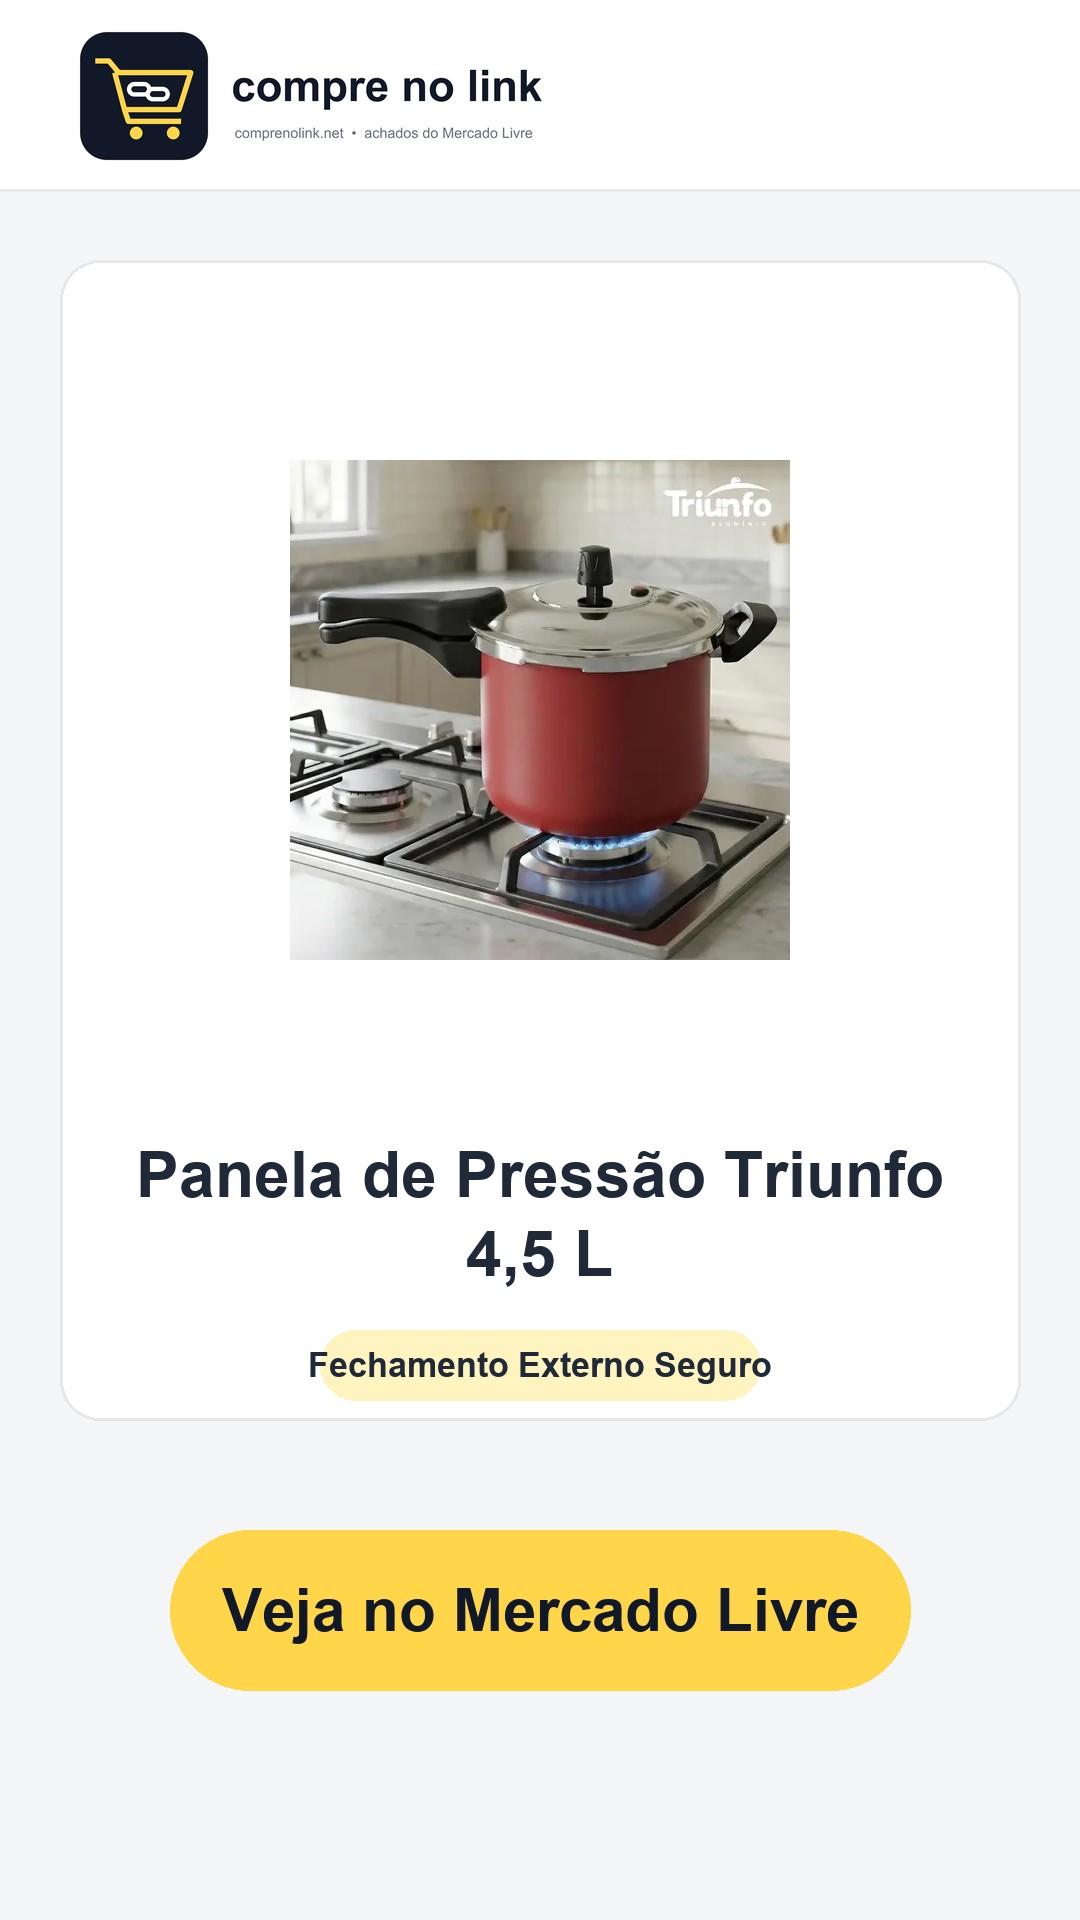 compre no link
comprenolink.net • achados do Mercado Livre
Triunfo
ALUMÍNIO
Panela de Pressão Triunfo
4,5 L
Fechamento Externo Seguro
Veja no Mercado Livre